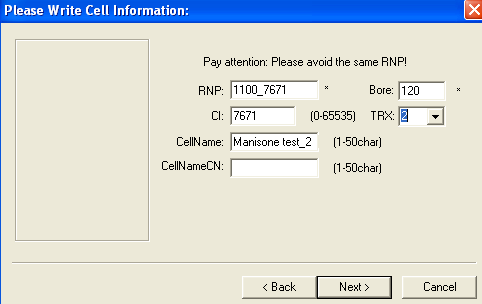 Please Write Cell Information:
Pay attention: Please avoid the same RNP!
RNP: 1100_7671 * Bore: 120 *
CI: 7671 (0-65535) TRX: 2
CellName: Manisone test_2 (1-50char)
CellNameCN: (1-50char)
< Back Next > Cancel